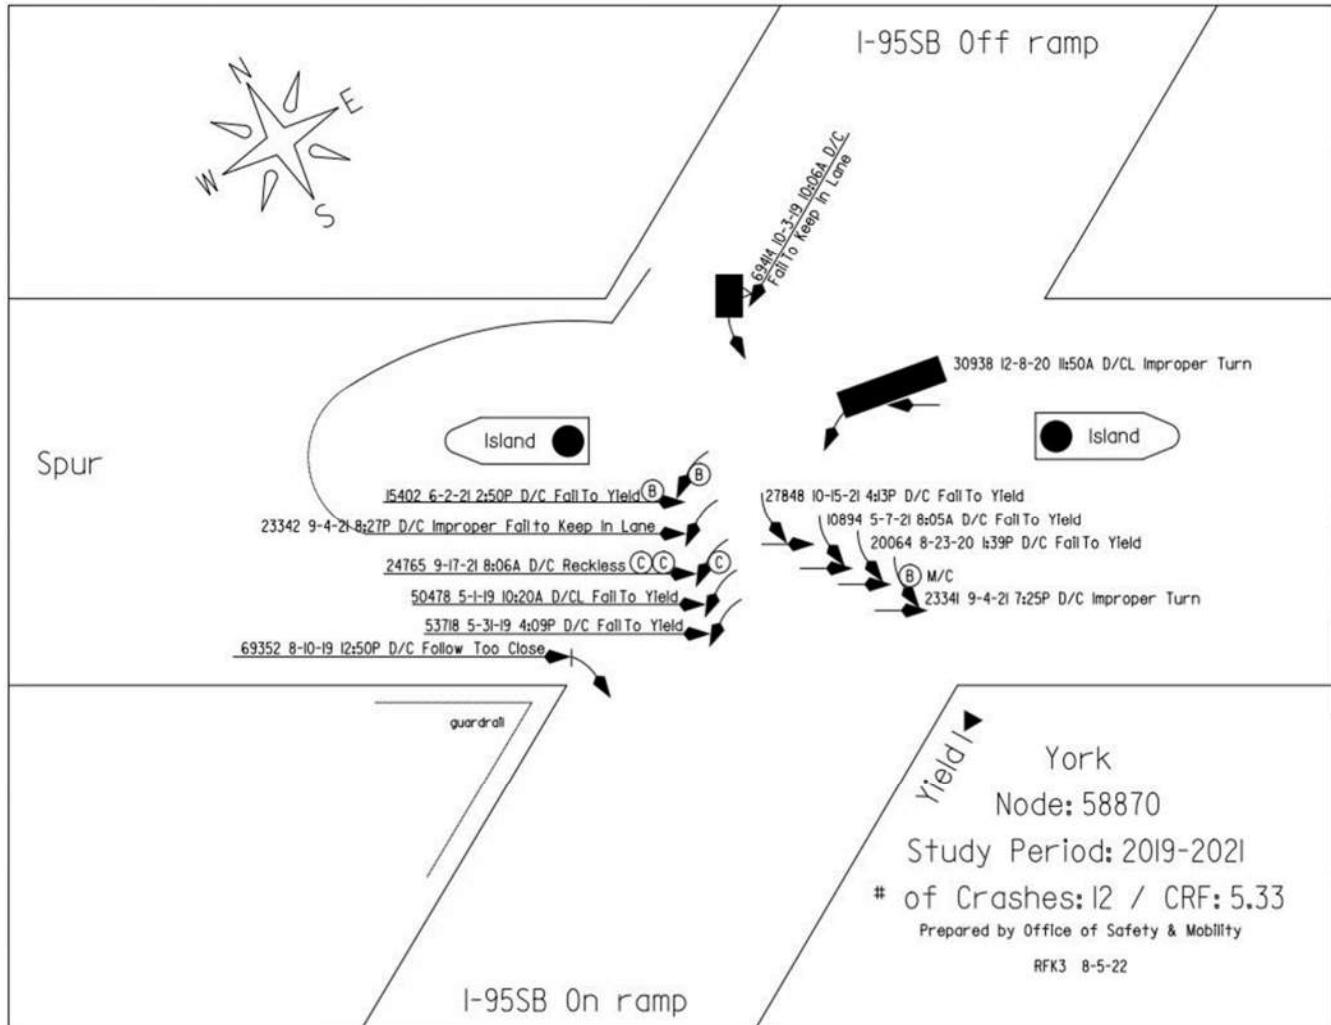 I-95SB Off ramp
N
E
W
S
69414 10-3-19 10:06A D/C
Fail To Keep In Lane
30938 12-8-20 11:50A D/CL Improper Turn
Island
Island
Spur
B
15402 6-2-21 2:50P D/C Fail To Yield B
27848 10-15-21 4:13P D/C Fail To Yield
23342 9-4-21 8:27P D/C Improper Fail to Keep In Lane
10894 5-7-21 8:05A D/C Fail To Yield
20064 8-23-20 1:39P D/C Fail To Yield
24765 9-17-21 8:06A D/C Reckless C C
C
B M/C
50478 5-1-19 10:20A D/CL Fail To Yield
23341 9-4-21 7:25P D/C Improper Turn
53718 5-31-19 4:09P D/C Fail To Yield
69352 8-10-19 12:50P D/C Follow Too Close
guardrail
Yield
York
Node: 58870
Study Period: 2019-2021
# of Crashes: 12 / CRF: 5.33
Prepared by Office of Safety & Mobility
RFK3 8-5-22
I-95SB On ramp